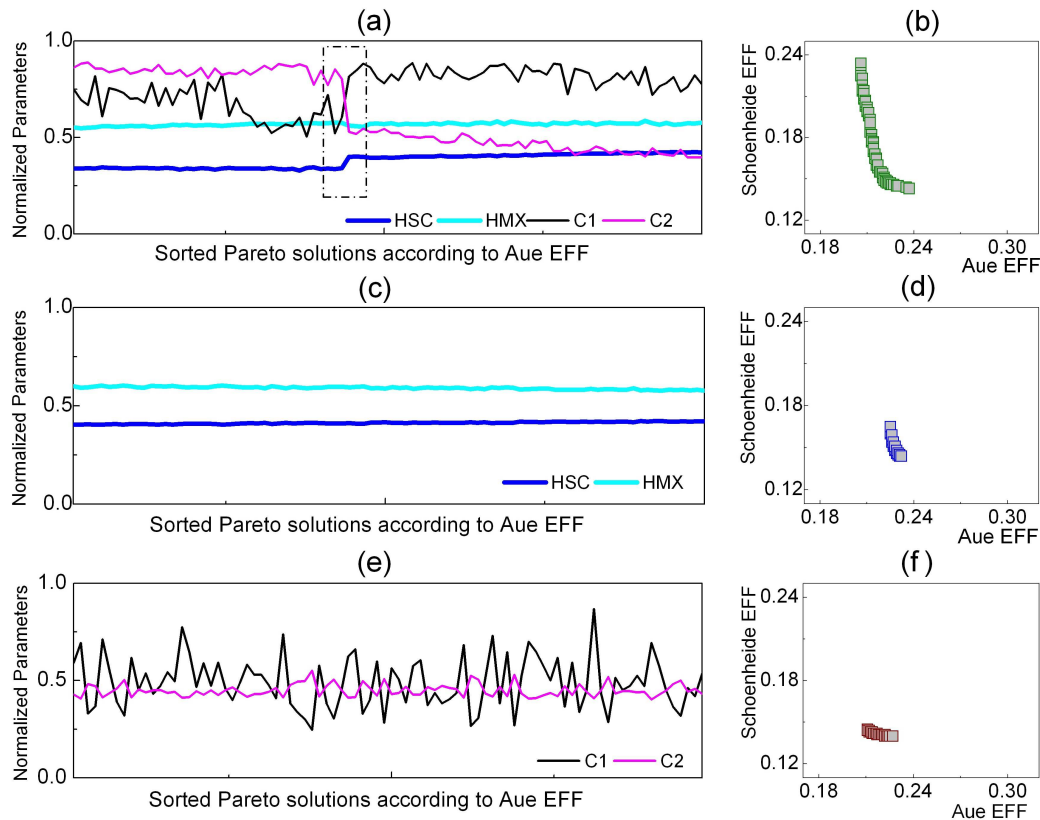 (a)
Normalized Parameters
1.0
0.5
0.0
HSC HMX C1 C2
Sorted Pareto solutions according to Aue EFF
(b)
Schoenheide EFF
0.24
0.18
0.12
0.18 0.24 0.30
Aue EFF
(c)
Normalized Parameters
1.0
0.5
0.0
HSC HMX
Sorted Pareto solutions according to Aue EFF
(d)
Schoenheide EFF
0.24
0.18
0.12
0.18 0.24 0.30
Aue EFF
(e)
Normalized Parameters
1.0
0.5
0.0
C1 C2
Sorted Pareto solutions according to Aue EFF
(f)
Schoenheide EFF
0.24
0.18
0.12
0.18 0.24 0.30
Aue EFF